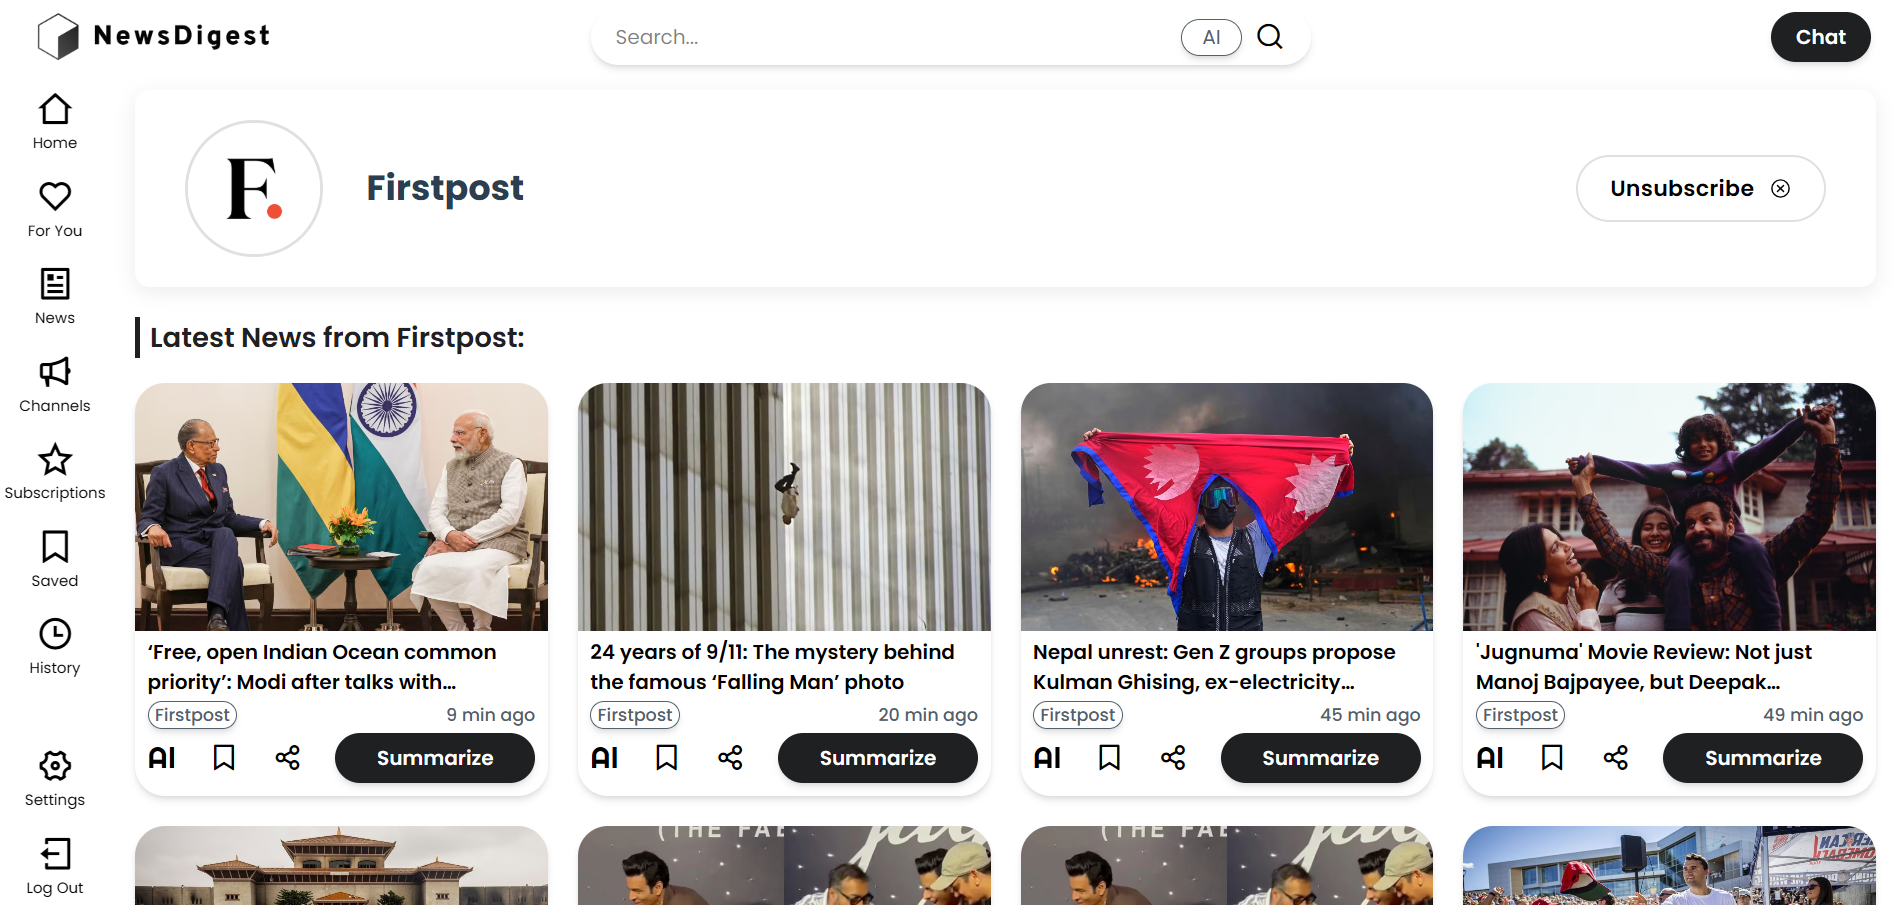 NewsDigest
Search...
AI
Chat
Home
For You
News
Channels
Subscriptions
Saved
History
Settings
Log Out
F.
Firstpost
Unsubscribe
Latest News from Firstpost:
‘Free, open Indian Ocean common
priority’: Modi after talks with...
Firstpost
9 min ago
AI
Summarize
24 years of 9/11: The mystery behind
the famous ‘Falling Man’ photo
Firstpost
20 min ago
AI
Summarize
Nepal unrest: Gen Z groups propose
Kulman Ghising, ex-electricity...
Firstpost
45 min ago
AI
Summarize
'Jugnuma' Movie Review: Not just
Manoj Bajpayee, but Deepak...
Firstpost
49 min ago
AI
Summarize
(THE FAB
(THE FAB